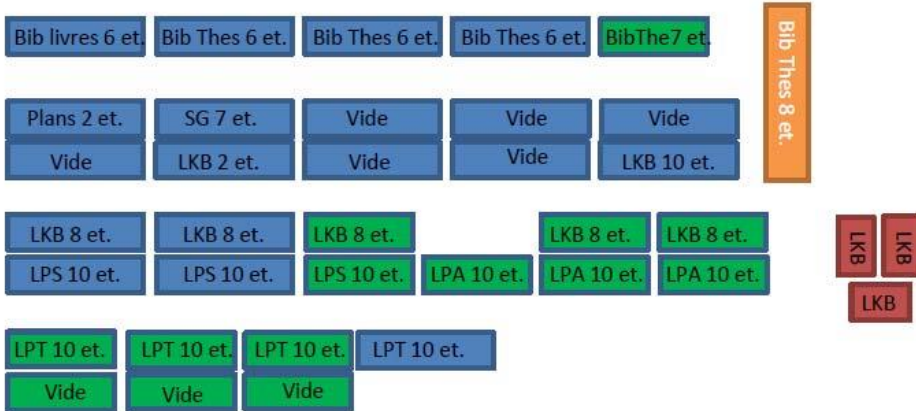 Bib livres 6 et. Bib Thes 6 et. Bib Thes 6 et. Bib Thes 6 et. BibThe7 et.
Bib Thes 8 et.
Plans 2 et. SG 7 et. Vide Vide Vide
Vide LKB 2 et. Vide Vide LKB 10 et.
LKB 8 et. LKB 8 et. LKB 8 et. LKB 8 et. LKB 8 et.
LPS 10 et. LPS 10 et. LPS 10 et. LPA 10 et. LPA 10 et. LPA 10 et.
LKB LKB
LKB
LPT 10 et. LPT 10 et. LPT 10 et. LPT 10 et.
Vide Vide Vide